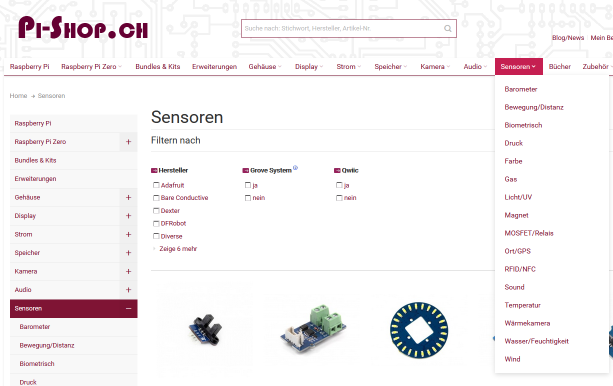 Pi-Shop.ch
Suche nach: Stichwort, Hersteller, Artikel-Nr.
Blog/News Mein Be
Raspberry Pi Raspberry Pi Zero Bundles & Kits Erweiterungen Gehäuse Display Strom Speicher Kamera Audio Sensoren Bücher Zubehör
Home → Sensoren
Raspberry Pi
Raspberry Pi Zero +
Bundles & Kits
Erweiterungen
Gehäuse +
Display +
Strom +
Speicher +
Kamera +
Audio +
Sensoren –
Barometer
Bewegung/Distanz
Biometrisch
Druck
Sensoren
Filtern nach
Hersteller
Adafruit
Bare Conductive
Dexter
DFRobot
Diverse
Zeige 6 mehr
Grove System
ja
nein
Qwiic
ja
nein
Barometer
Bewegung/Distanz
Biometrisch
Druck
Farbe
Gas
Licht/UV
Magnet
MOSFET/Relais
Ort/GPS
RFID/NFC
Sound
Temperatur
Wärmekamera
Wasser/Feuchtigkeit
Wind